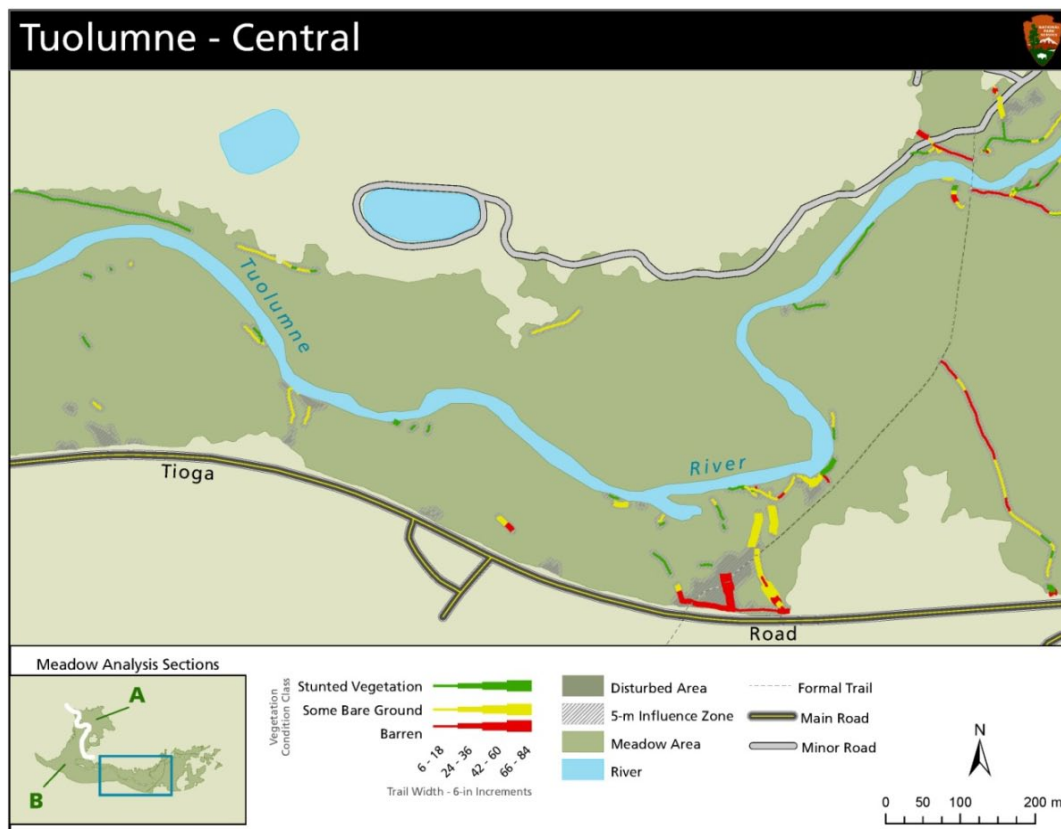 Tuolumne - Central
Tuolumne
River
Tioga
Road
Meadow Analysis Sections
A
B
Vegetation
Condition Class
Stunted Vegetation
Some Bare Ground
Barren
6 - 18
24 - 36
42 - 60
66 - 84
Trail Width - 6-in Increments
Disturbed Area
5-m Influence Zone
Meadow Area
River
Formal Trail
Main Road
Minor Road
N
0 50 100 200 m